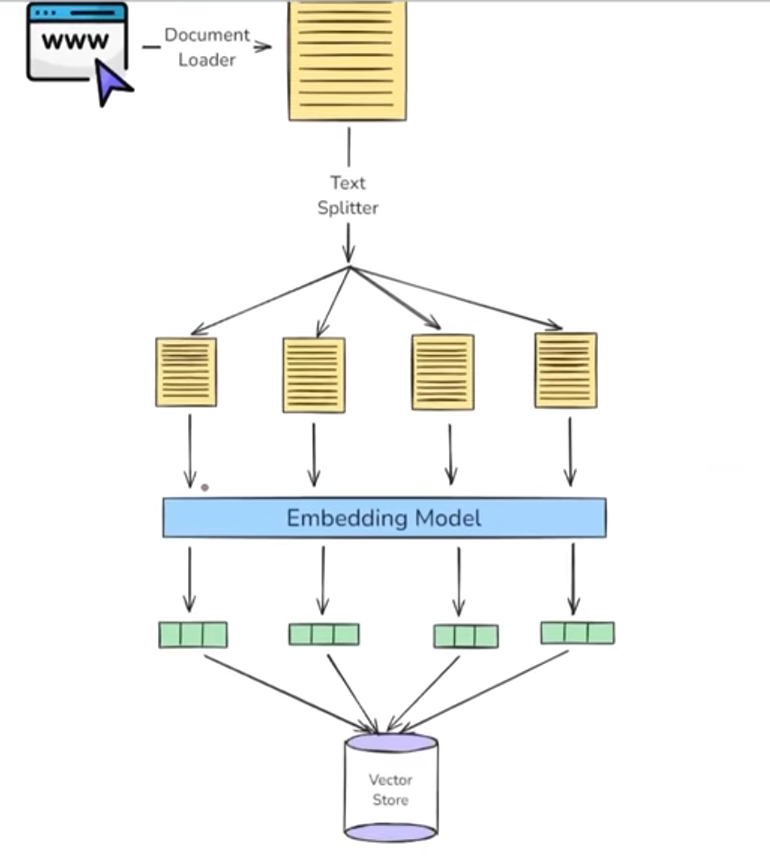 www
Document
Loader
Text
Splitter
Embedding Model
Vector
Store